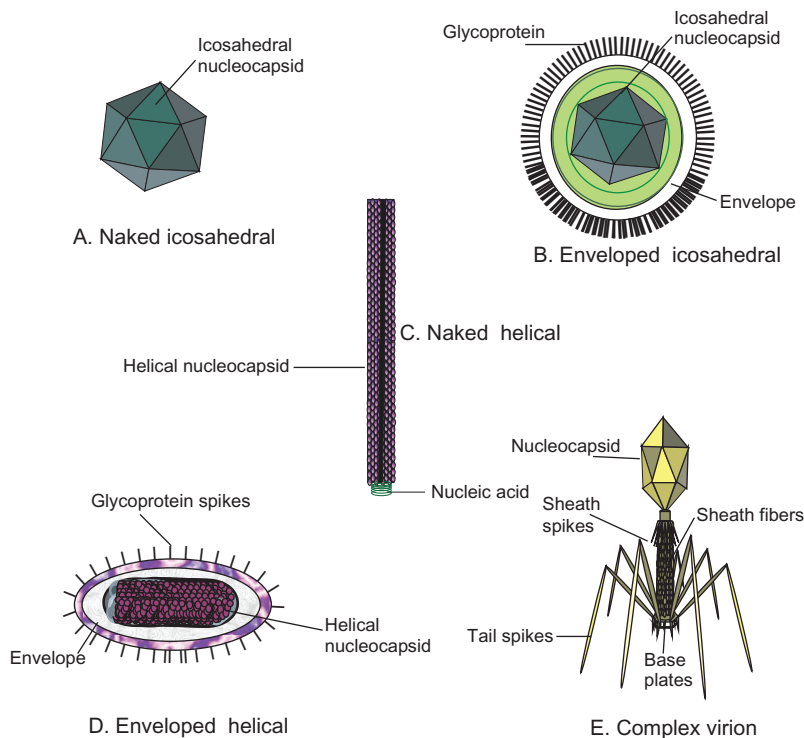 Icosahedral
nucleocapsid
A. Naked icosahedral
Glycoprotein
Icosahedral
nucleocapsid
Envelope
B. Enveloped icosahedral
C. Naked helical
Helical nucleocapsid
Nucleic acid
Glycoprotein spikes
Envelope
Helical
nucleocapsid
D. Enveloped helical
Nucleocapsid
Sheath
spikes
Sheath fibers
Tail spikes
Base
plates
E. Complex virion